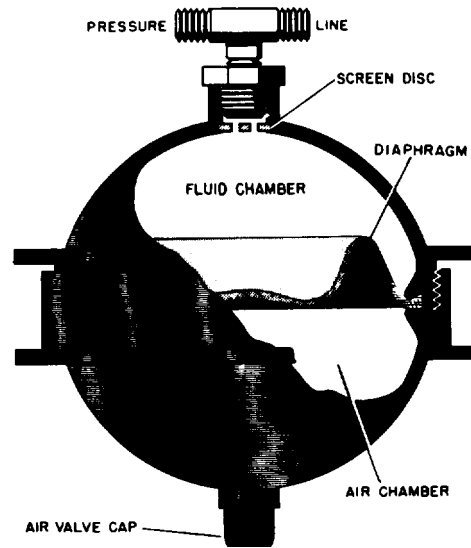 PRESSURE LINE
SCREEN DISC
DIAPHRAGM
FLUID CHAMBER
AIR CHAMBER
AIR VALVE CAP